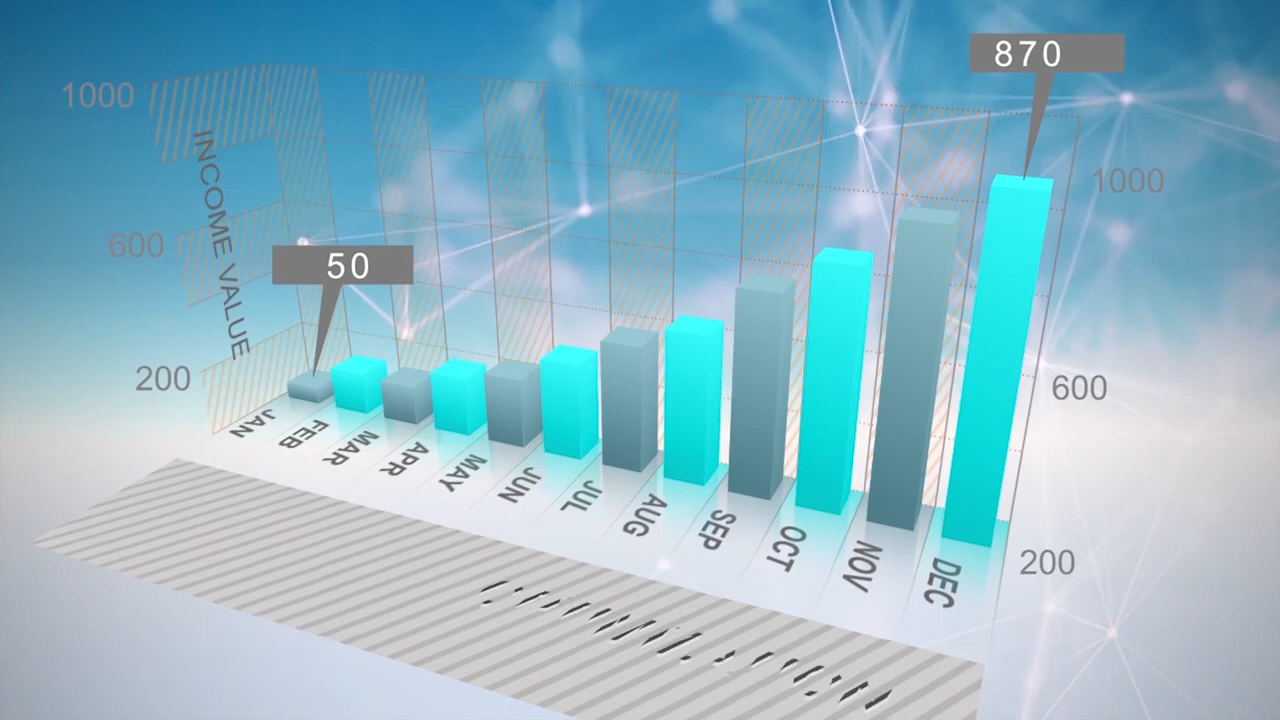 870
1000
1000
INCOME VALUE
600
50
200
600
200
JAN
FEB
MAR
APR
MAY
JUN
JUL
AUG
SEP
OCT
NOV
DEC